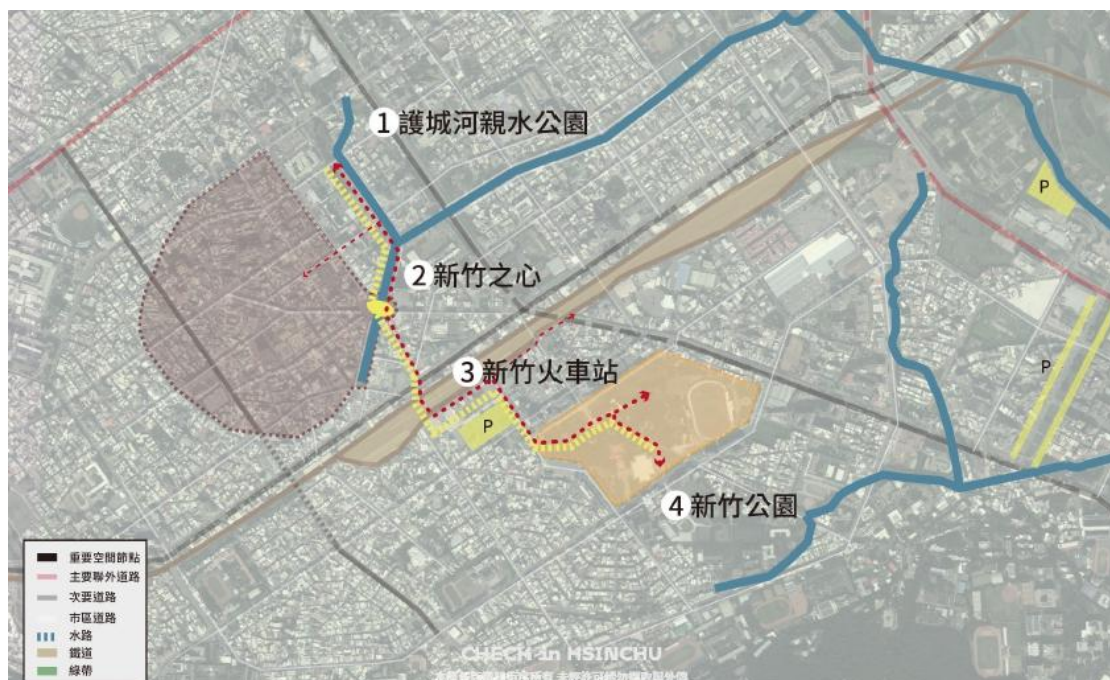 1 護城河親水公園
2 新竹之心
3 新竹火車站
4 新竹公園
P
P
P
重要空間節點
主要聯外道路
次要道路
市區道路
水路
鐵道
綠帶
CHECH in HSINCHU